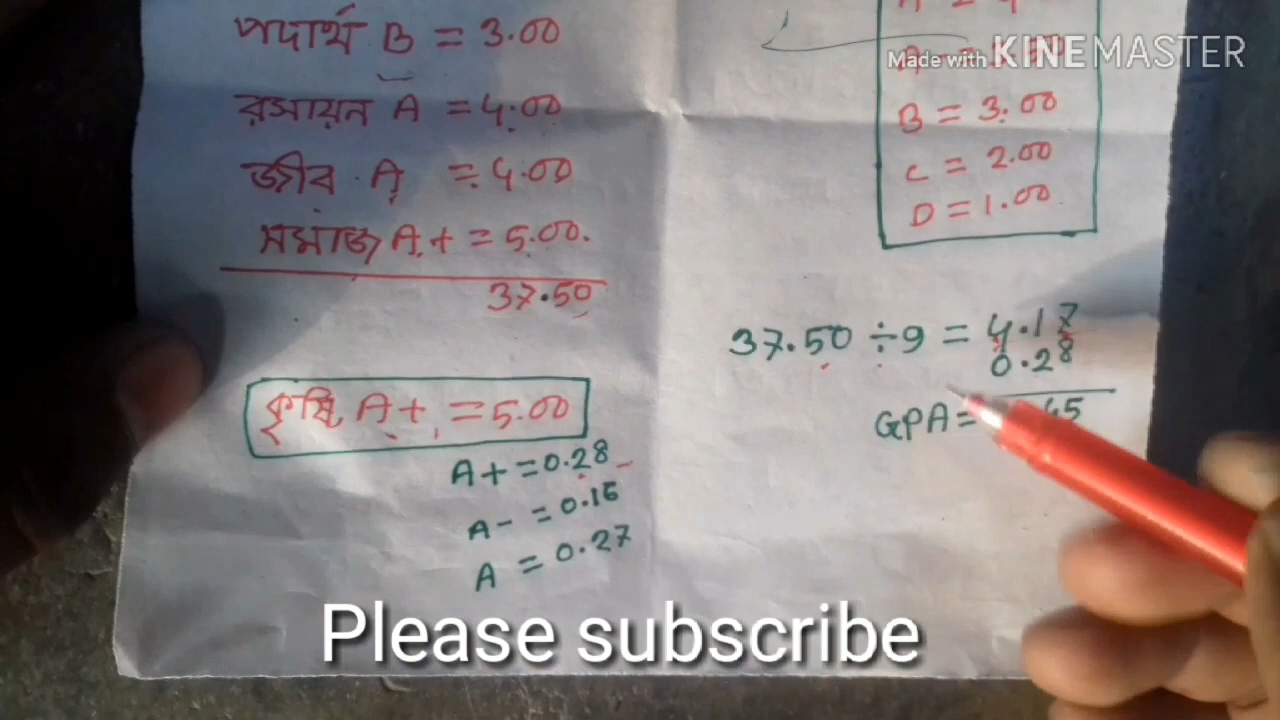 পদার্থ B = 3.00
রসায়ন A = 4.00
জীব A = 4.00
সমাজ A+ = 5.00.
37.50
কৃষি A+ = 5.00
A+ = 0.28
A- = 0.16
A = 0.27
Made with KINEMASTER
B = 3.00
C = 2.00
D = 1.00
37.50 ÷ 9 = 4.17
0.28
GPA =
Please subscribe